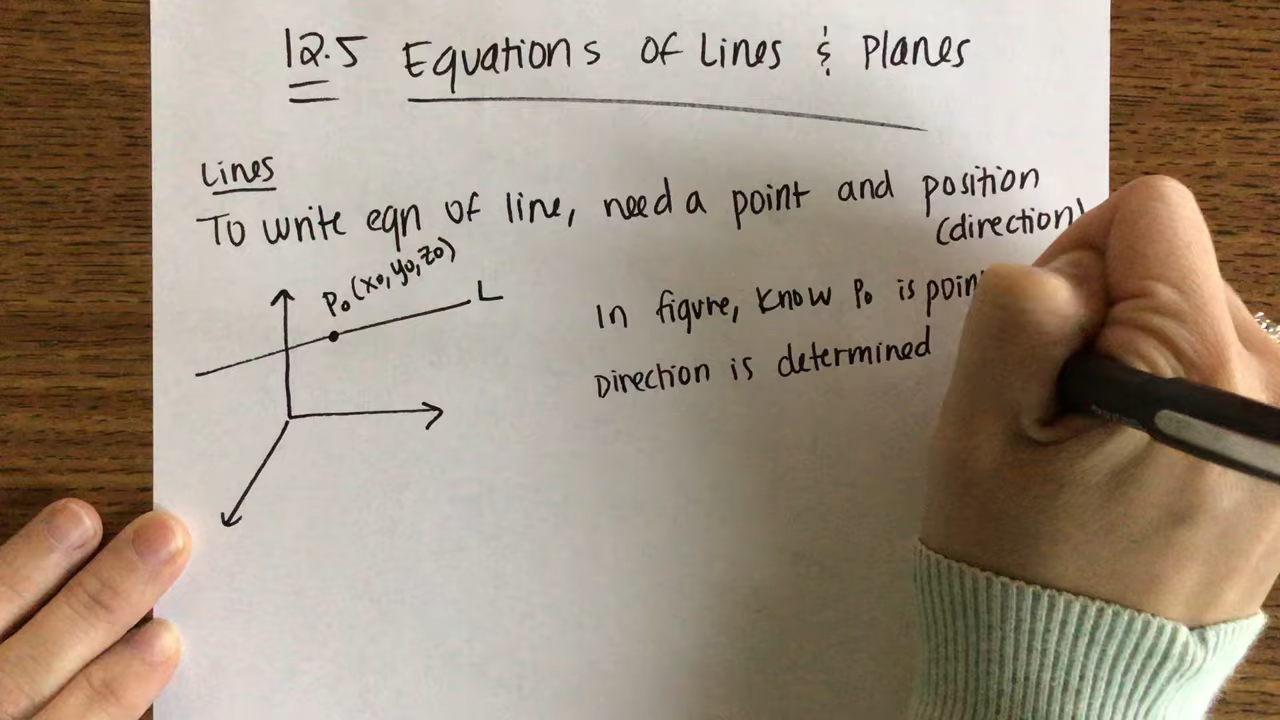 12.5 Equations of Lines & Planes
Lines
To write eqn of line, need a point and position
(direction)
P₀(x₀,y₀,z₀)
L
In figure, know P₀ is
Direction is determined